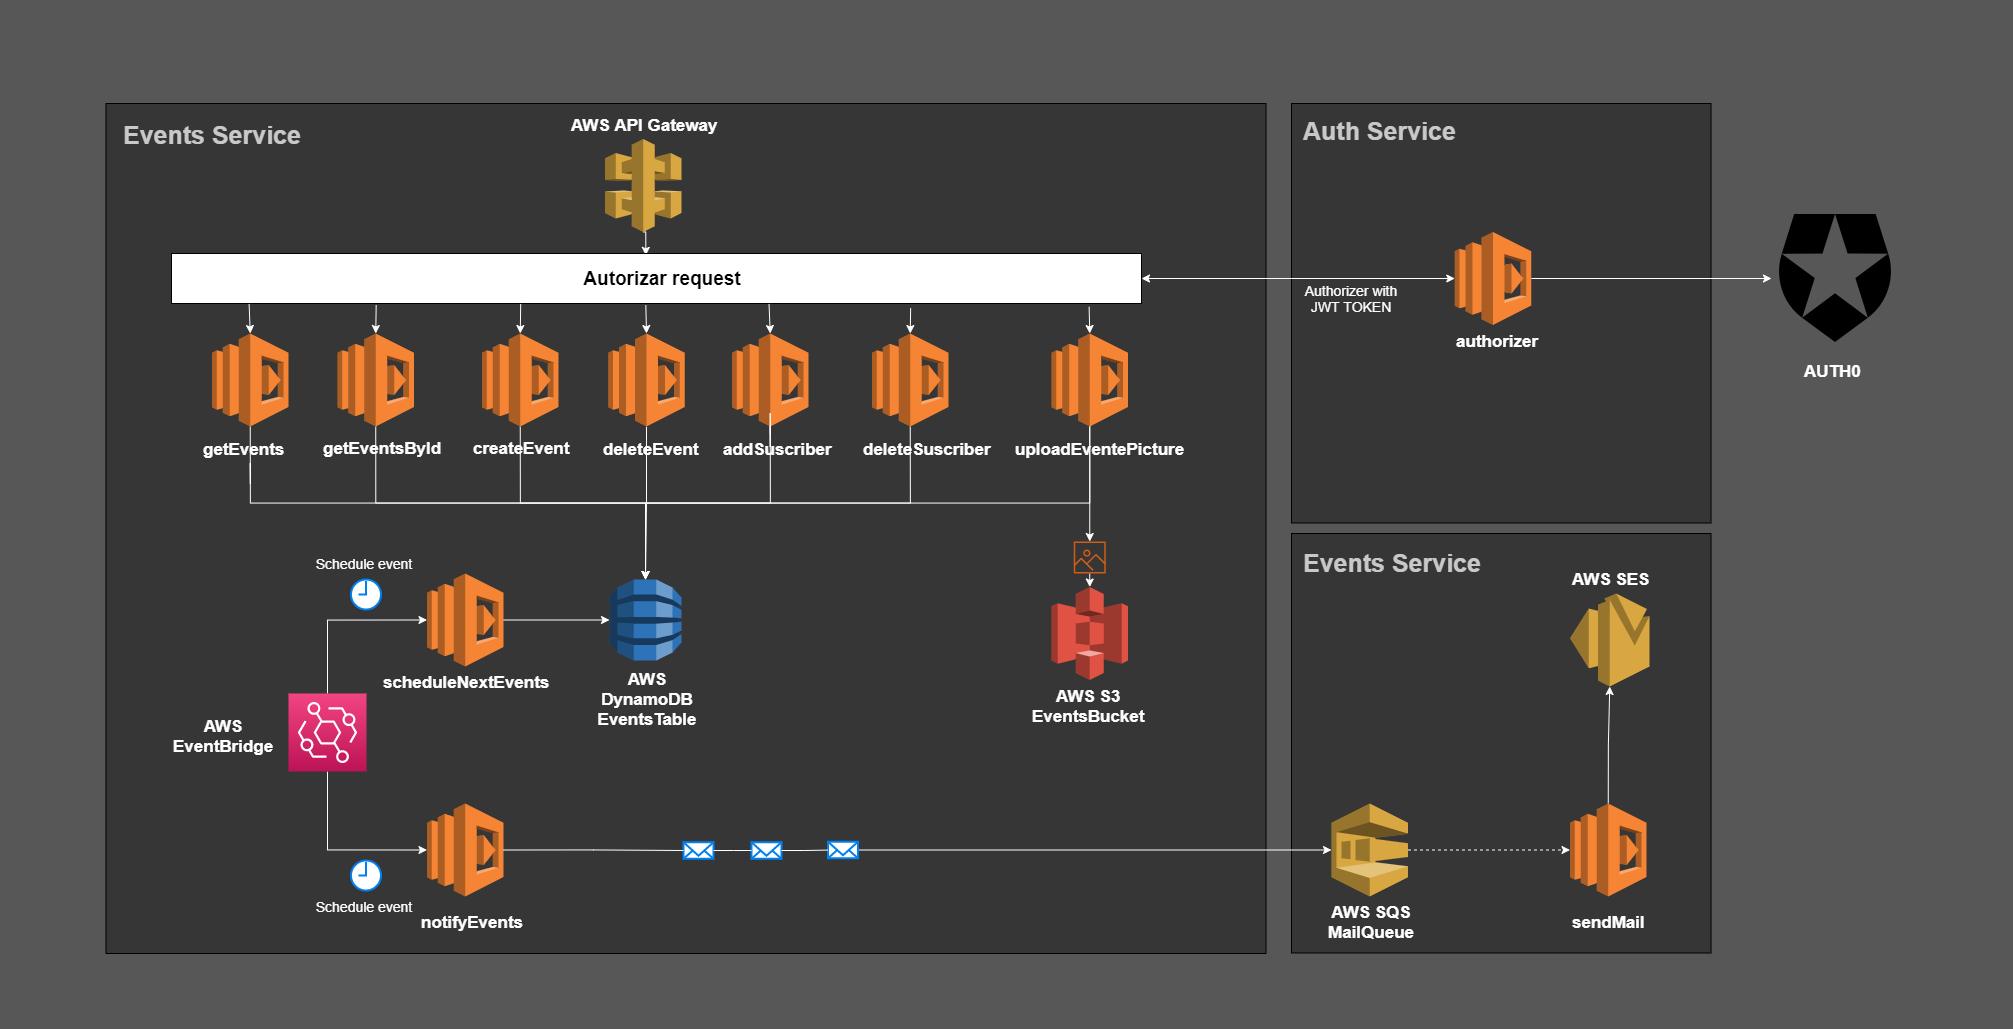 Events Service
AWS API Gateway
Autorizar request
getEvents
getEventsById
createEvent
deleteEvent
addSuscriber
deleteSuscriber
uploadEventePicture
Schedule event
scheduleNextEvents
AWS
DynamoDB
EventsTable
AWS S3
EventsBucket
AWS
EventBridge
Schedule event
notifyEvents
Auth Service
Authorizer with
JWT TOKEN
authorizer
AUTH0
Events Service
AWS SES
AWS SQS
MailQueue
sendMail